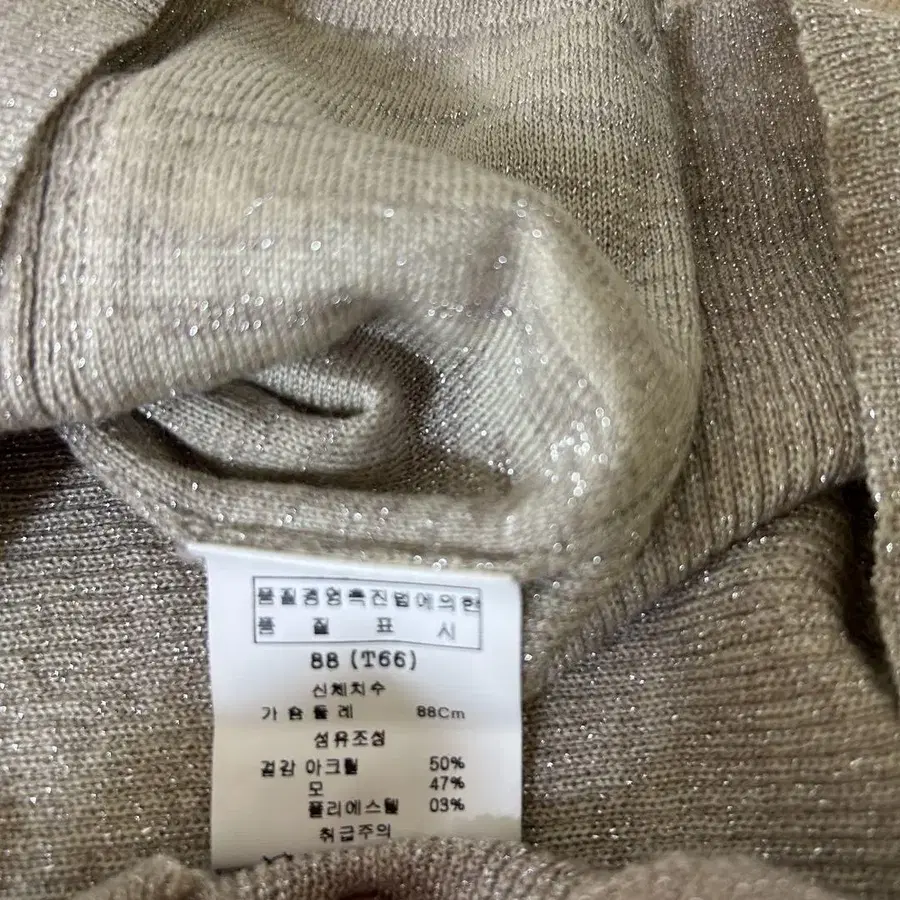 품질경영촉진법에의한
품 질 표 시
88 (T66)
신체치수
가 슴 둘 레 88Cm
섬유조성
겉감 아크릴 50%
모 47%
폴리에스텔 03%
취급주의